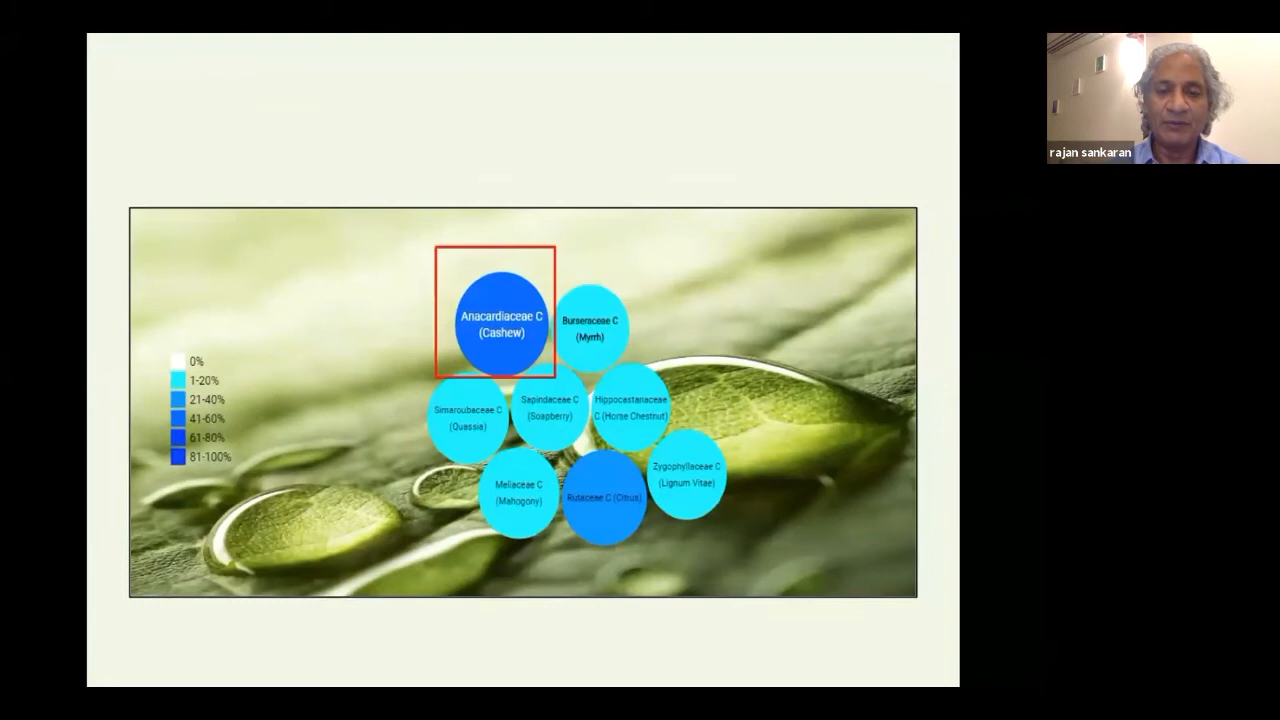 rajan sankaran
Anacardiaceae C
(Cashew)
Burseraceae C
(Myrrh)
0%
1-20%
21-40%
41-60%
61-80%
81-100%
Simaroubaceae C
(Quassia)
Sapindaceae C
(Soapberry)
Hippocastanaceae
C (Horse Chestnut)
Meliaceae C
(Mahogony)
Rutaceae C (Citrus)
Zygophyllaceae C
(Lignum Vitae)